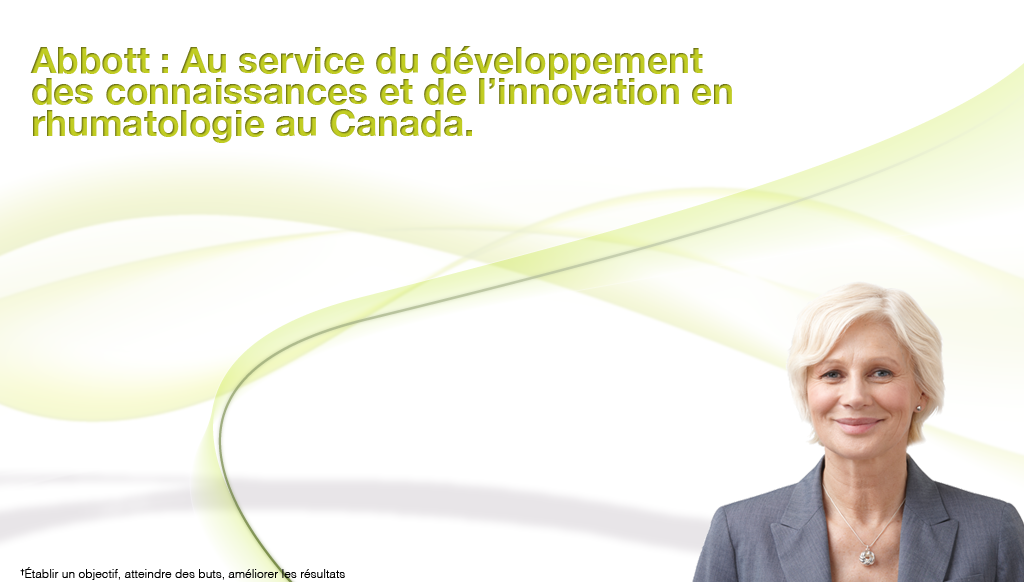 Abbott : Au service du développement
des connaissances et de l’innovation en
rhumatologie au Canada.
†Établir un objectif, atteindre des buts, améliorer les résultats